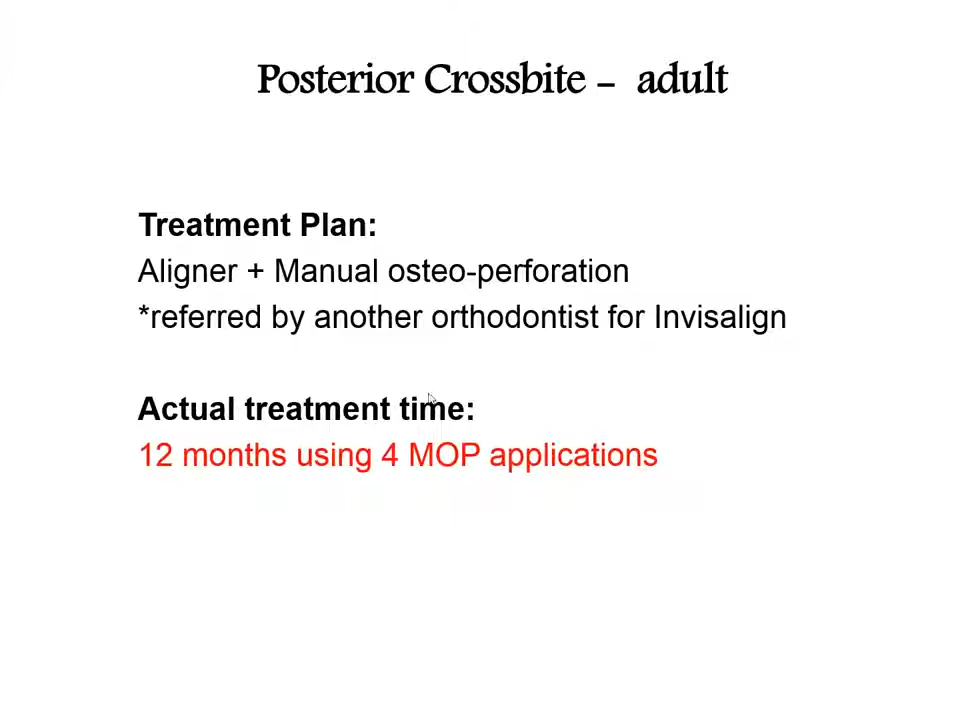 Posterior Crossbite – adult
Treatment Plan:
Aligner + Manual osteo-perforation
*referred by another orthodontist for Invisalign
Actual treatment time:
12 months using 4 MOP applications